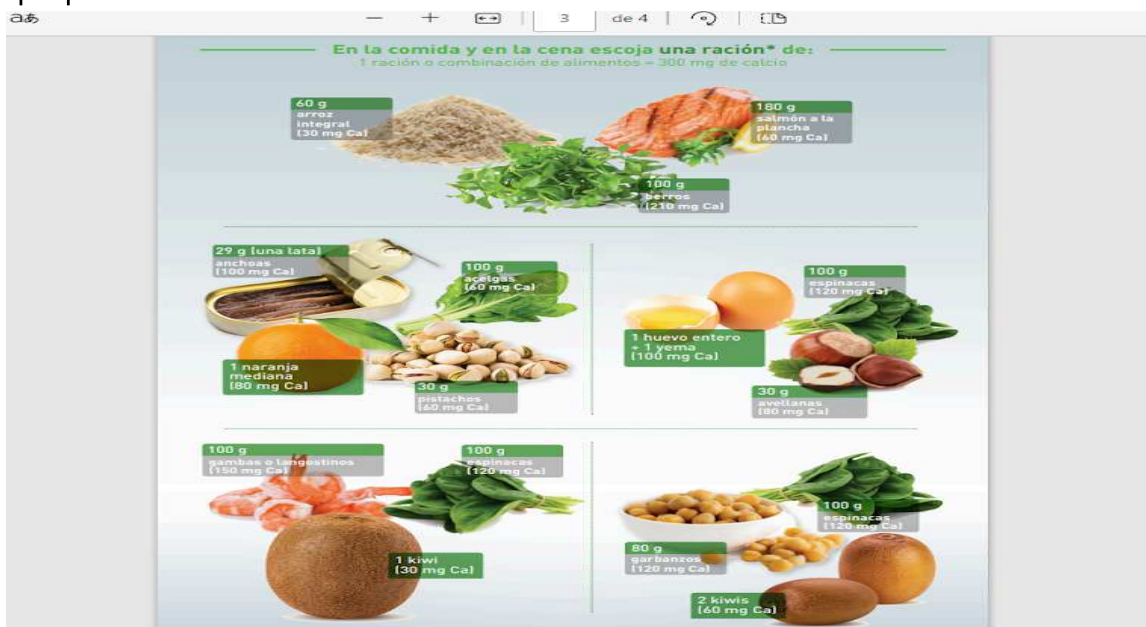 aあ
3
de 4
En la comida y en la cena escoja una ración* de:
1 ración o combinación de alimentos = 300 mg de calcio
60 g
arroz
integral
(30 mg Ca)
180 g
salmón a la
plancha
(60 mg Ca)
100 g
berros
(210 mg Ca)
29 g (una lata)
anchoas
(100 mg Ca)
100 g
acelgas
(60 mg Ca)
1 naranja
mediana
(80 mg Ca)
30 g
pistachos
(60 mg Ca)
100 g
espinacas
(120 mg Ca)
1 huevo entero
+ 1 yema
(100 mg Ca)
30 g
avellanas
(80 mg Ca)
100 g
gambas o langostinos
(150 mg Ca)
100 g
espinacas
(120 mg Ca)
1 kiwi
(30 mg Ca)
100 g
espinacas
(120 mg Ca)
80 g
garbanzos
(120 mg Ca)
2 kiwis
(60 mg Ca)